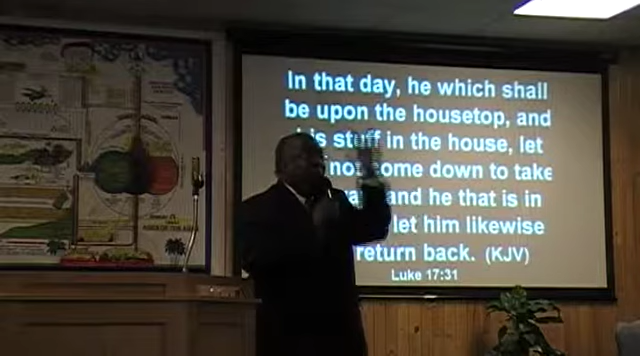 In that day, he which shall
be upon the housetop, and
his stuff in the house, let
not come down to take
and he that is in
let him likewise
return back. (KJV)
Luke 17:31